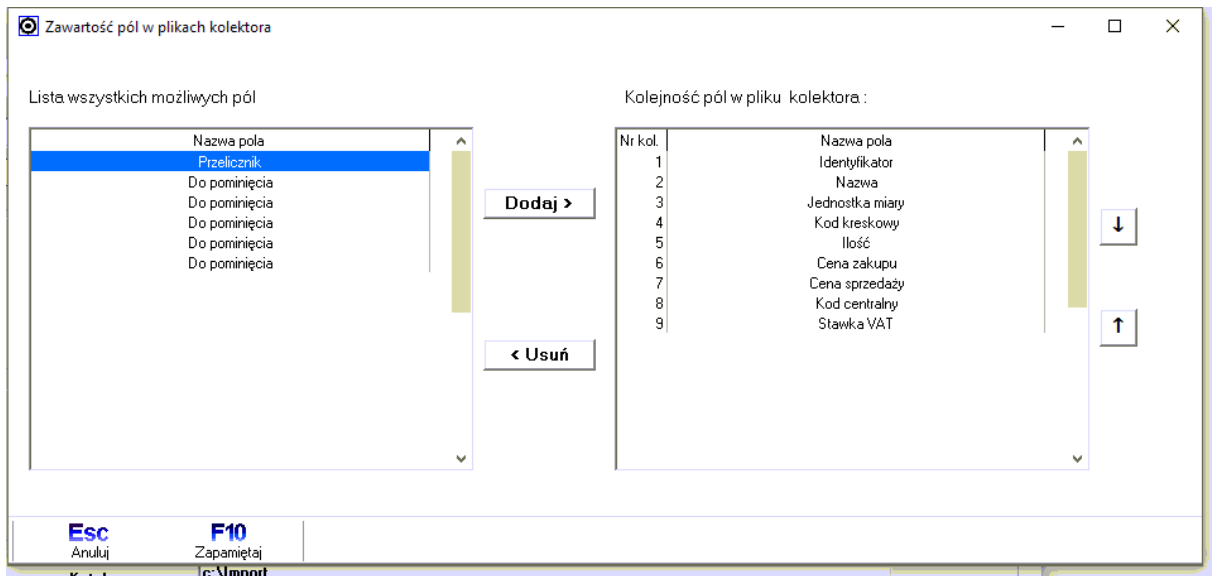 Zawartość pól w plikach kolektora
Lista wszystkich możliwych pól
Kolejność pól w pliku kolektora :
Nazwa pola
Przelicznik
Do pominięcia
Do pominięcia
Do pominięcia
Do pominięcia
Do pominięcia
Dodaj >
< Usuń
Nr kol. Nazwa pola
1 Identyfikator
2 Nazwa
3 Jednostka miary
4 Kod kreskowy
5 Ilość
6 Cena zakupu
7 Cena sprzedaży
8 Kod centralny
9 Stawka VAT
↓
↑
Esc
Anuluj
F10
Zapamiętaj
c:\Import